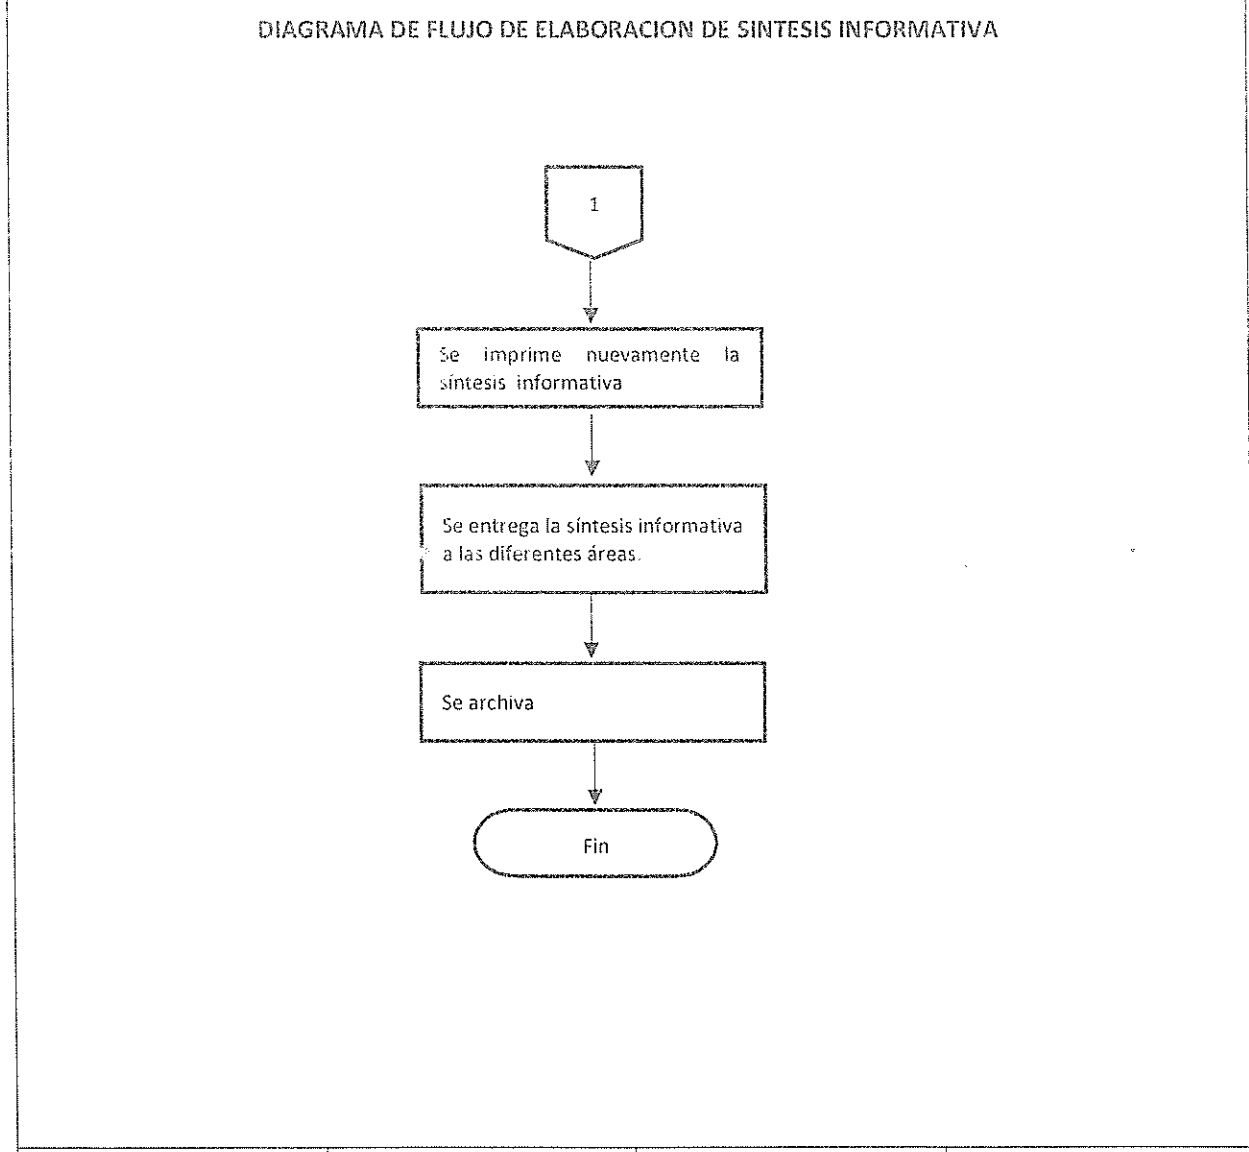 DIAGRAMA DE FLUJO DE ELABORACION DE SINTESIS INFORMATIVA
1
Se imprime nuevamente la
síntesis informativa
Se entrega la síntesis informativa
a las diferentes áreas.
Se archiva
Fin